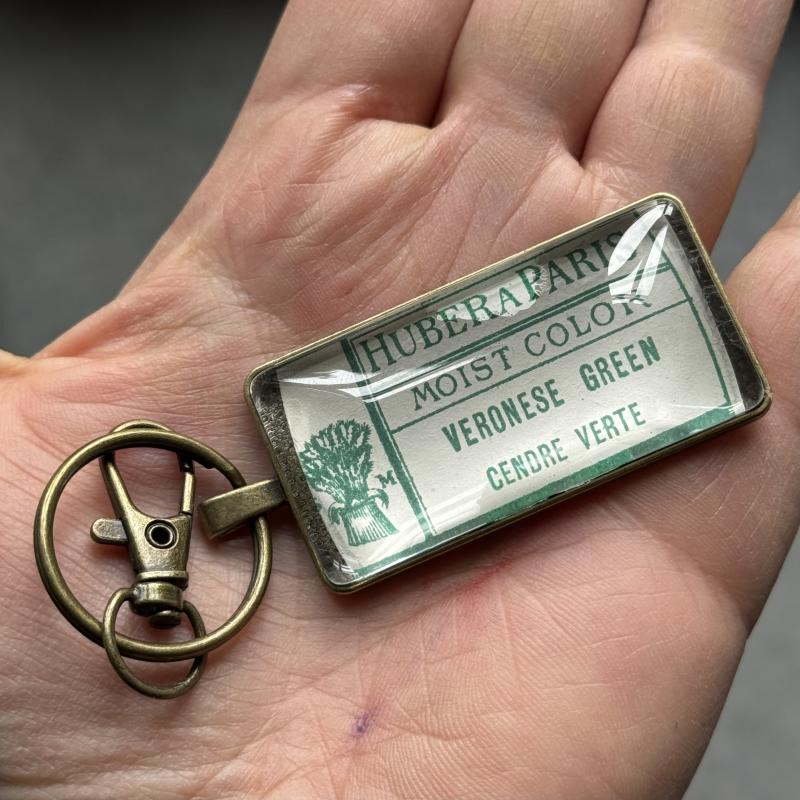 HUBER A PARIS
MOIST COLOR
VERONESE GREEN
CENDRE VERTE
M